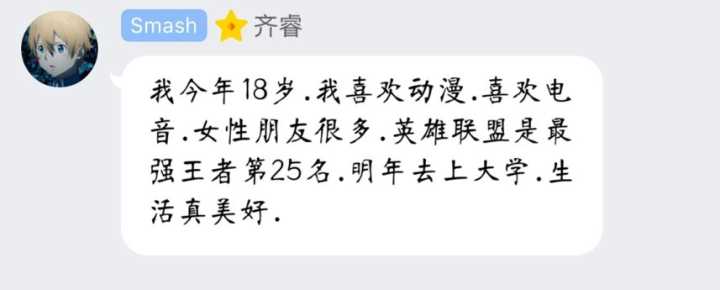 Smash 齐睿
我今年18岁.我喜欢动漫.喜欢电
音.女性朋友很多.英雄联盟是最
强王者第25名.明年去上大学.生
活真美好.